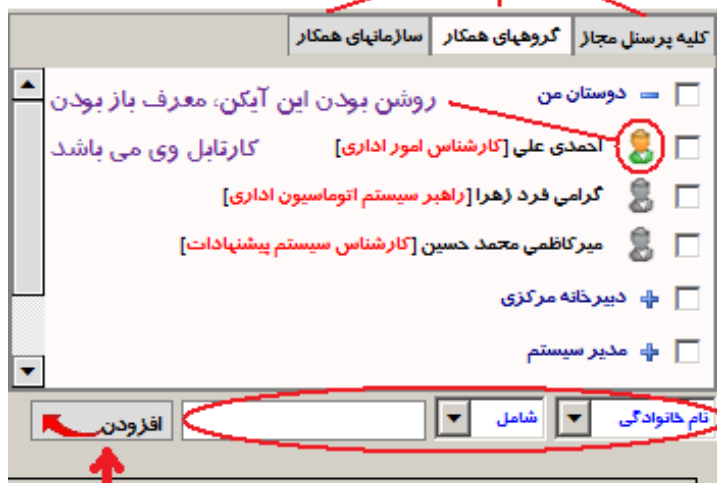 کلیه پرسنل مجاز گروههای همکار سازمانهای همکار
دوستان من
روشن بودن این آیکن، معرف باز بودن
احمدی علی [کارشناس امور اداری]
کارتابل وی می باشد
گرامی فرد زهرا [راهبر سیستم اتوماسیون اداری]
میرکاظمی محمد حسین [کارشناس سیستم پیشنهادات]
دبیرخانه مرکزی
مدیر سیستم
نام خانوادگی شامل افزودن